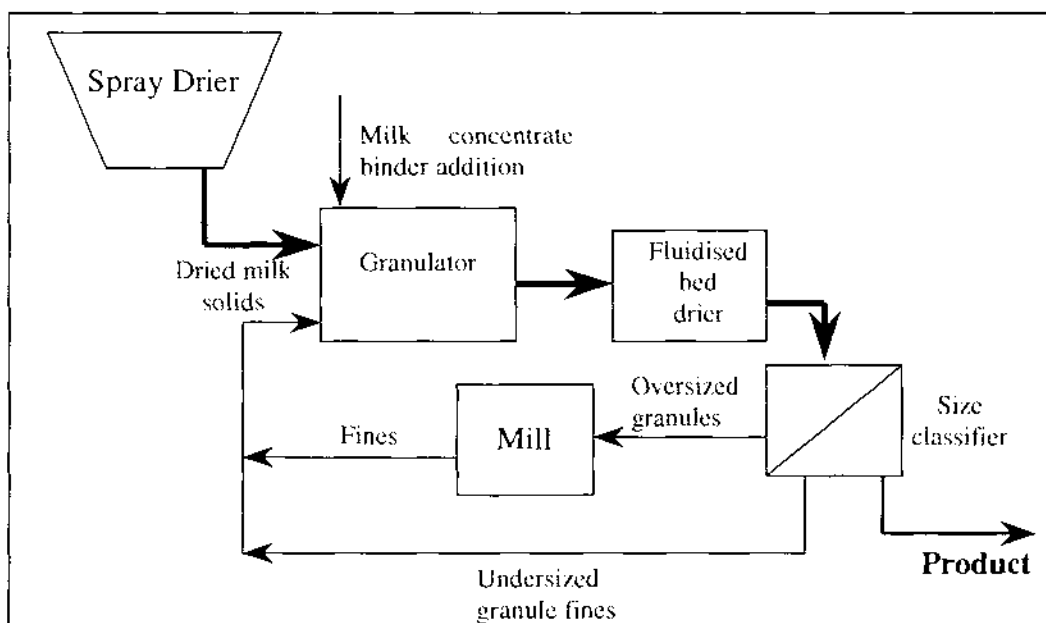 Spray Drier
Milk concentrate
binder addition
Dried milk
solids
Granulator
Fluidised
bed
drier
Oversized
granules
Size
classifier
Fines
Mill
Product
Undersized
granule fines